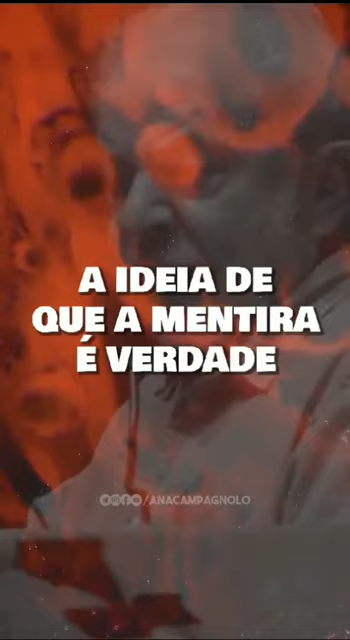 A IDEIA DE
QUE A MENTIRA
É VERDADE
/ANACAMPAGNOLO